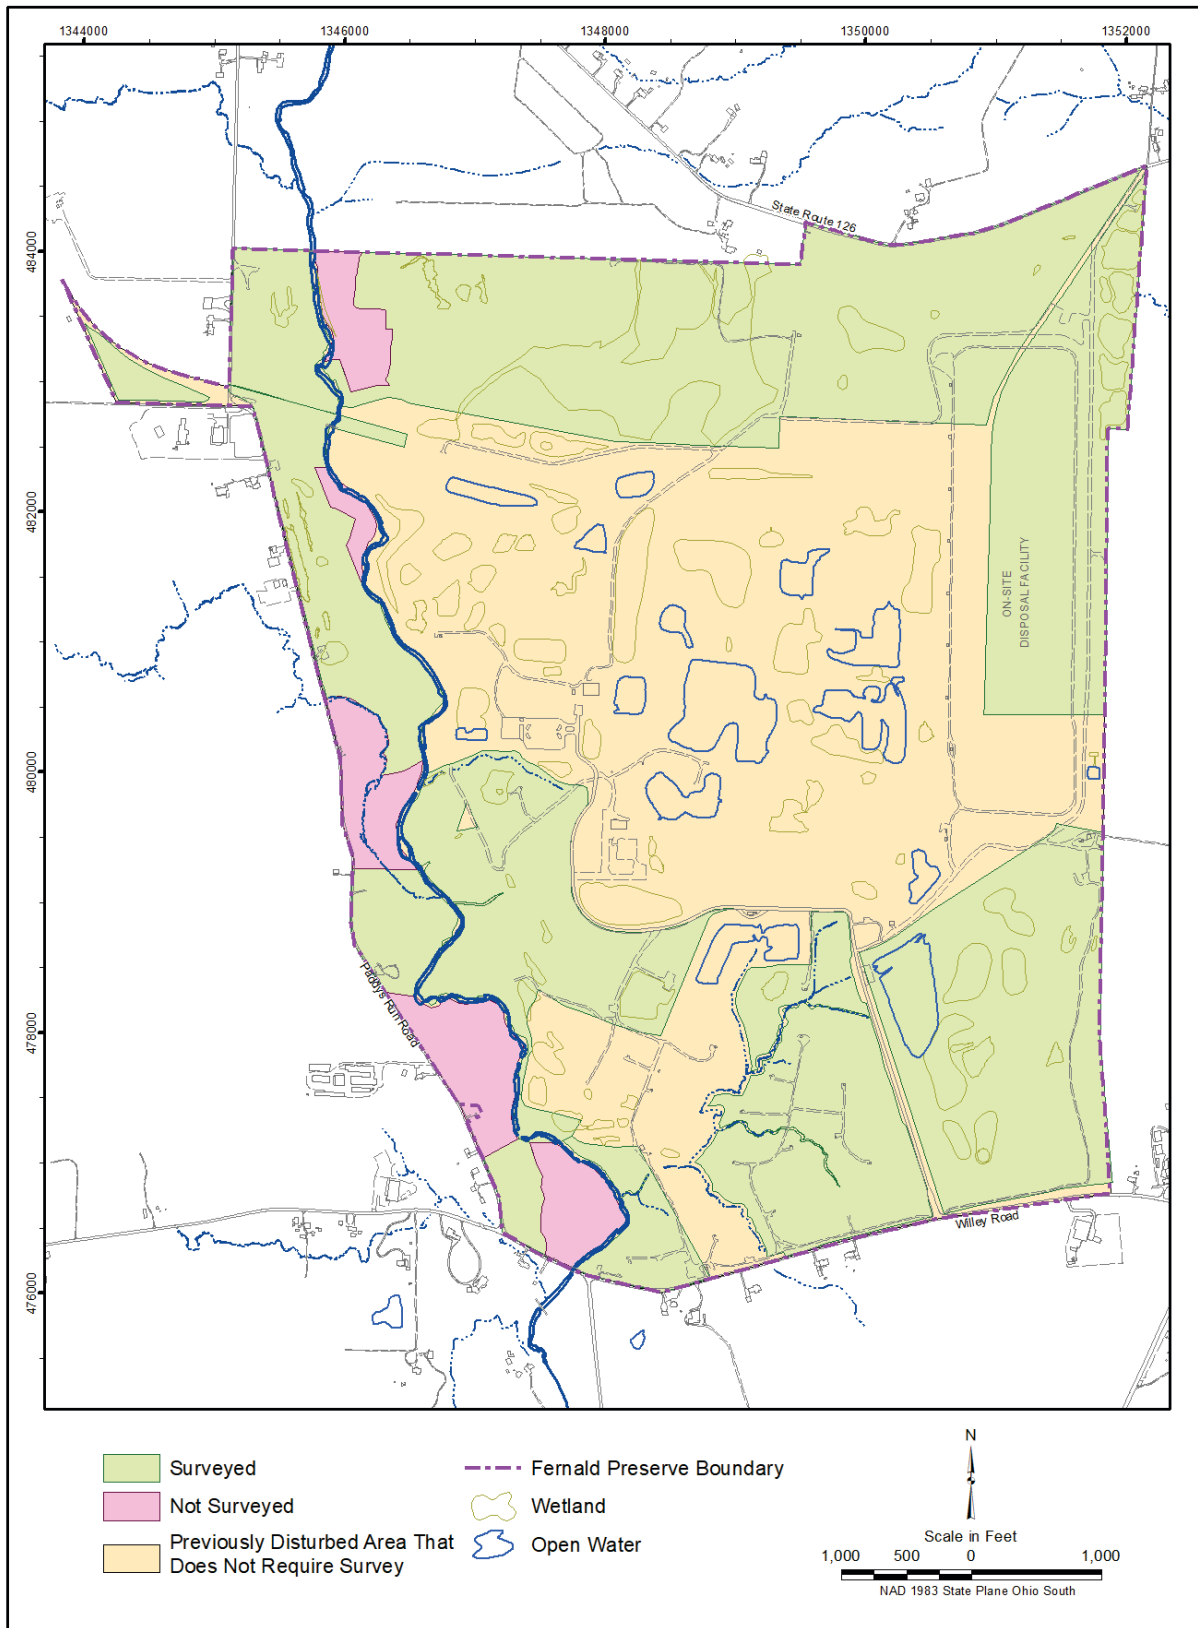 1344000
1346000
1348000
1350000
1352000
484000
482000
480000
478000
476000
State Route 126
ON-SITE
DISPOSAL FACILITY
Paddys Run Road
Willey Road
Surveyed
Not Surveyed
Previously Disturbed Area That
Does Not Require Survey
Fernald Preserve Boundary
Wetland
Open Water
N
Scale in Feet
1,000 500 0 1,000
NAD 1983 State Plane Ohio South